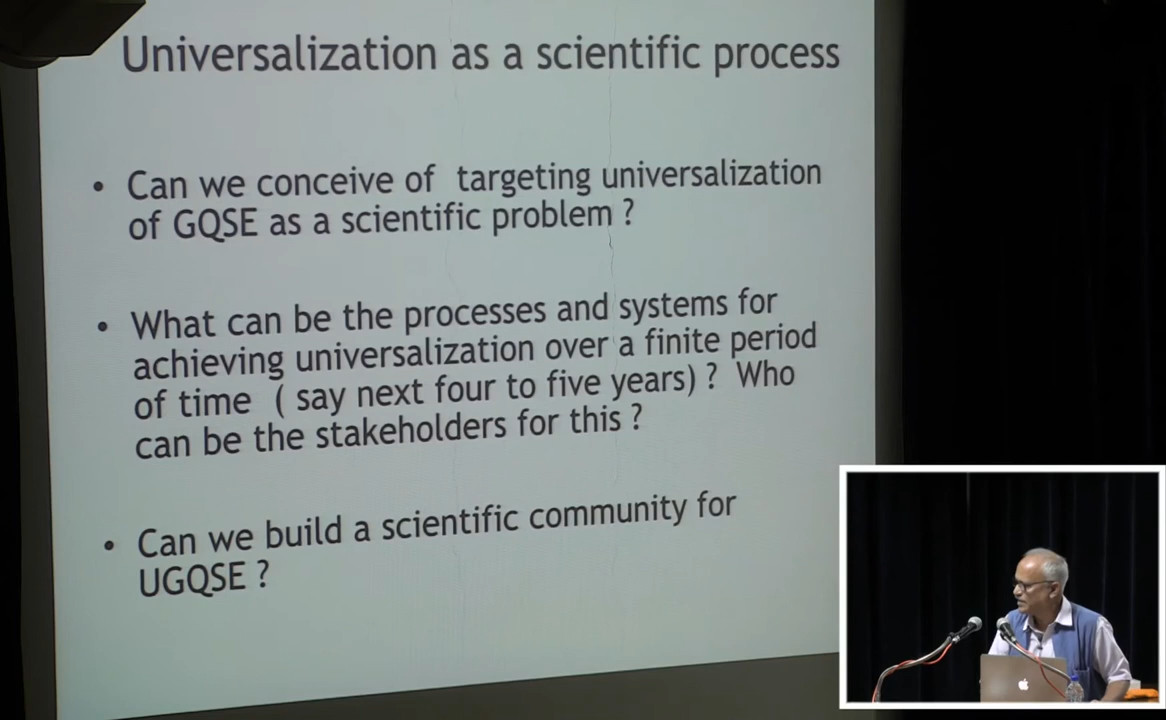 Universalization as a scientific process
• Can we conceive of targeting universalization
of GQSE as a scientific problem ?
• What can be the processes and systems for
achieving universalization over a finite period
of time ( say next four to five years) ? Who
can be the stakeholders for this ?
• Can we build a scientific community for
UGQSE ?